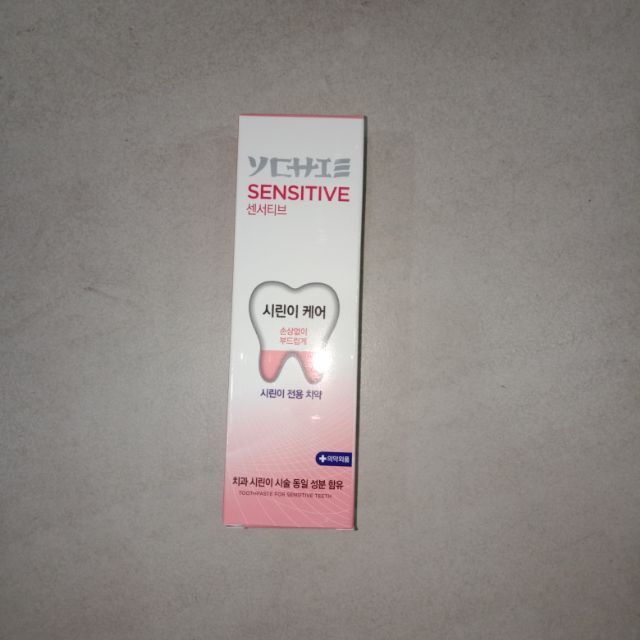 YCHIE
SENSITIVE
센서티브
시린이 케어
손상없이
부드럽게
시린이 전용 치약
의약외품
치과 시린이 시술 동일 성분 함유
TOOTHPASTE FOR SENSITIVE TEETH